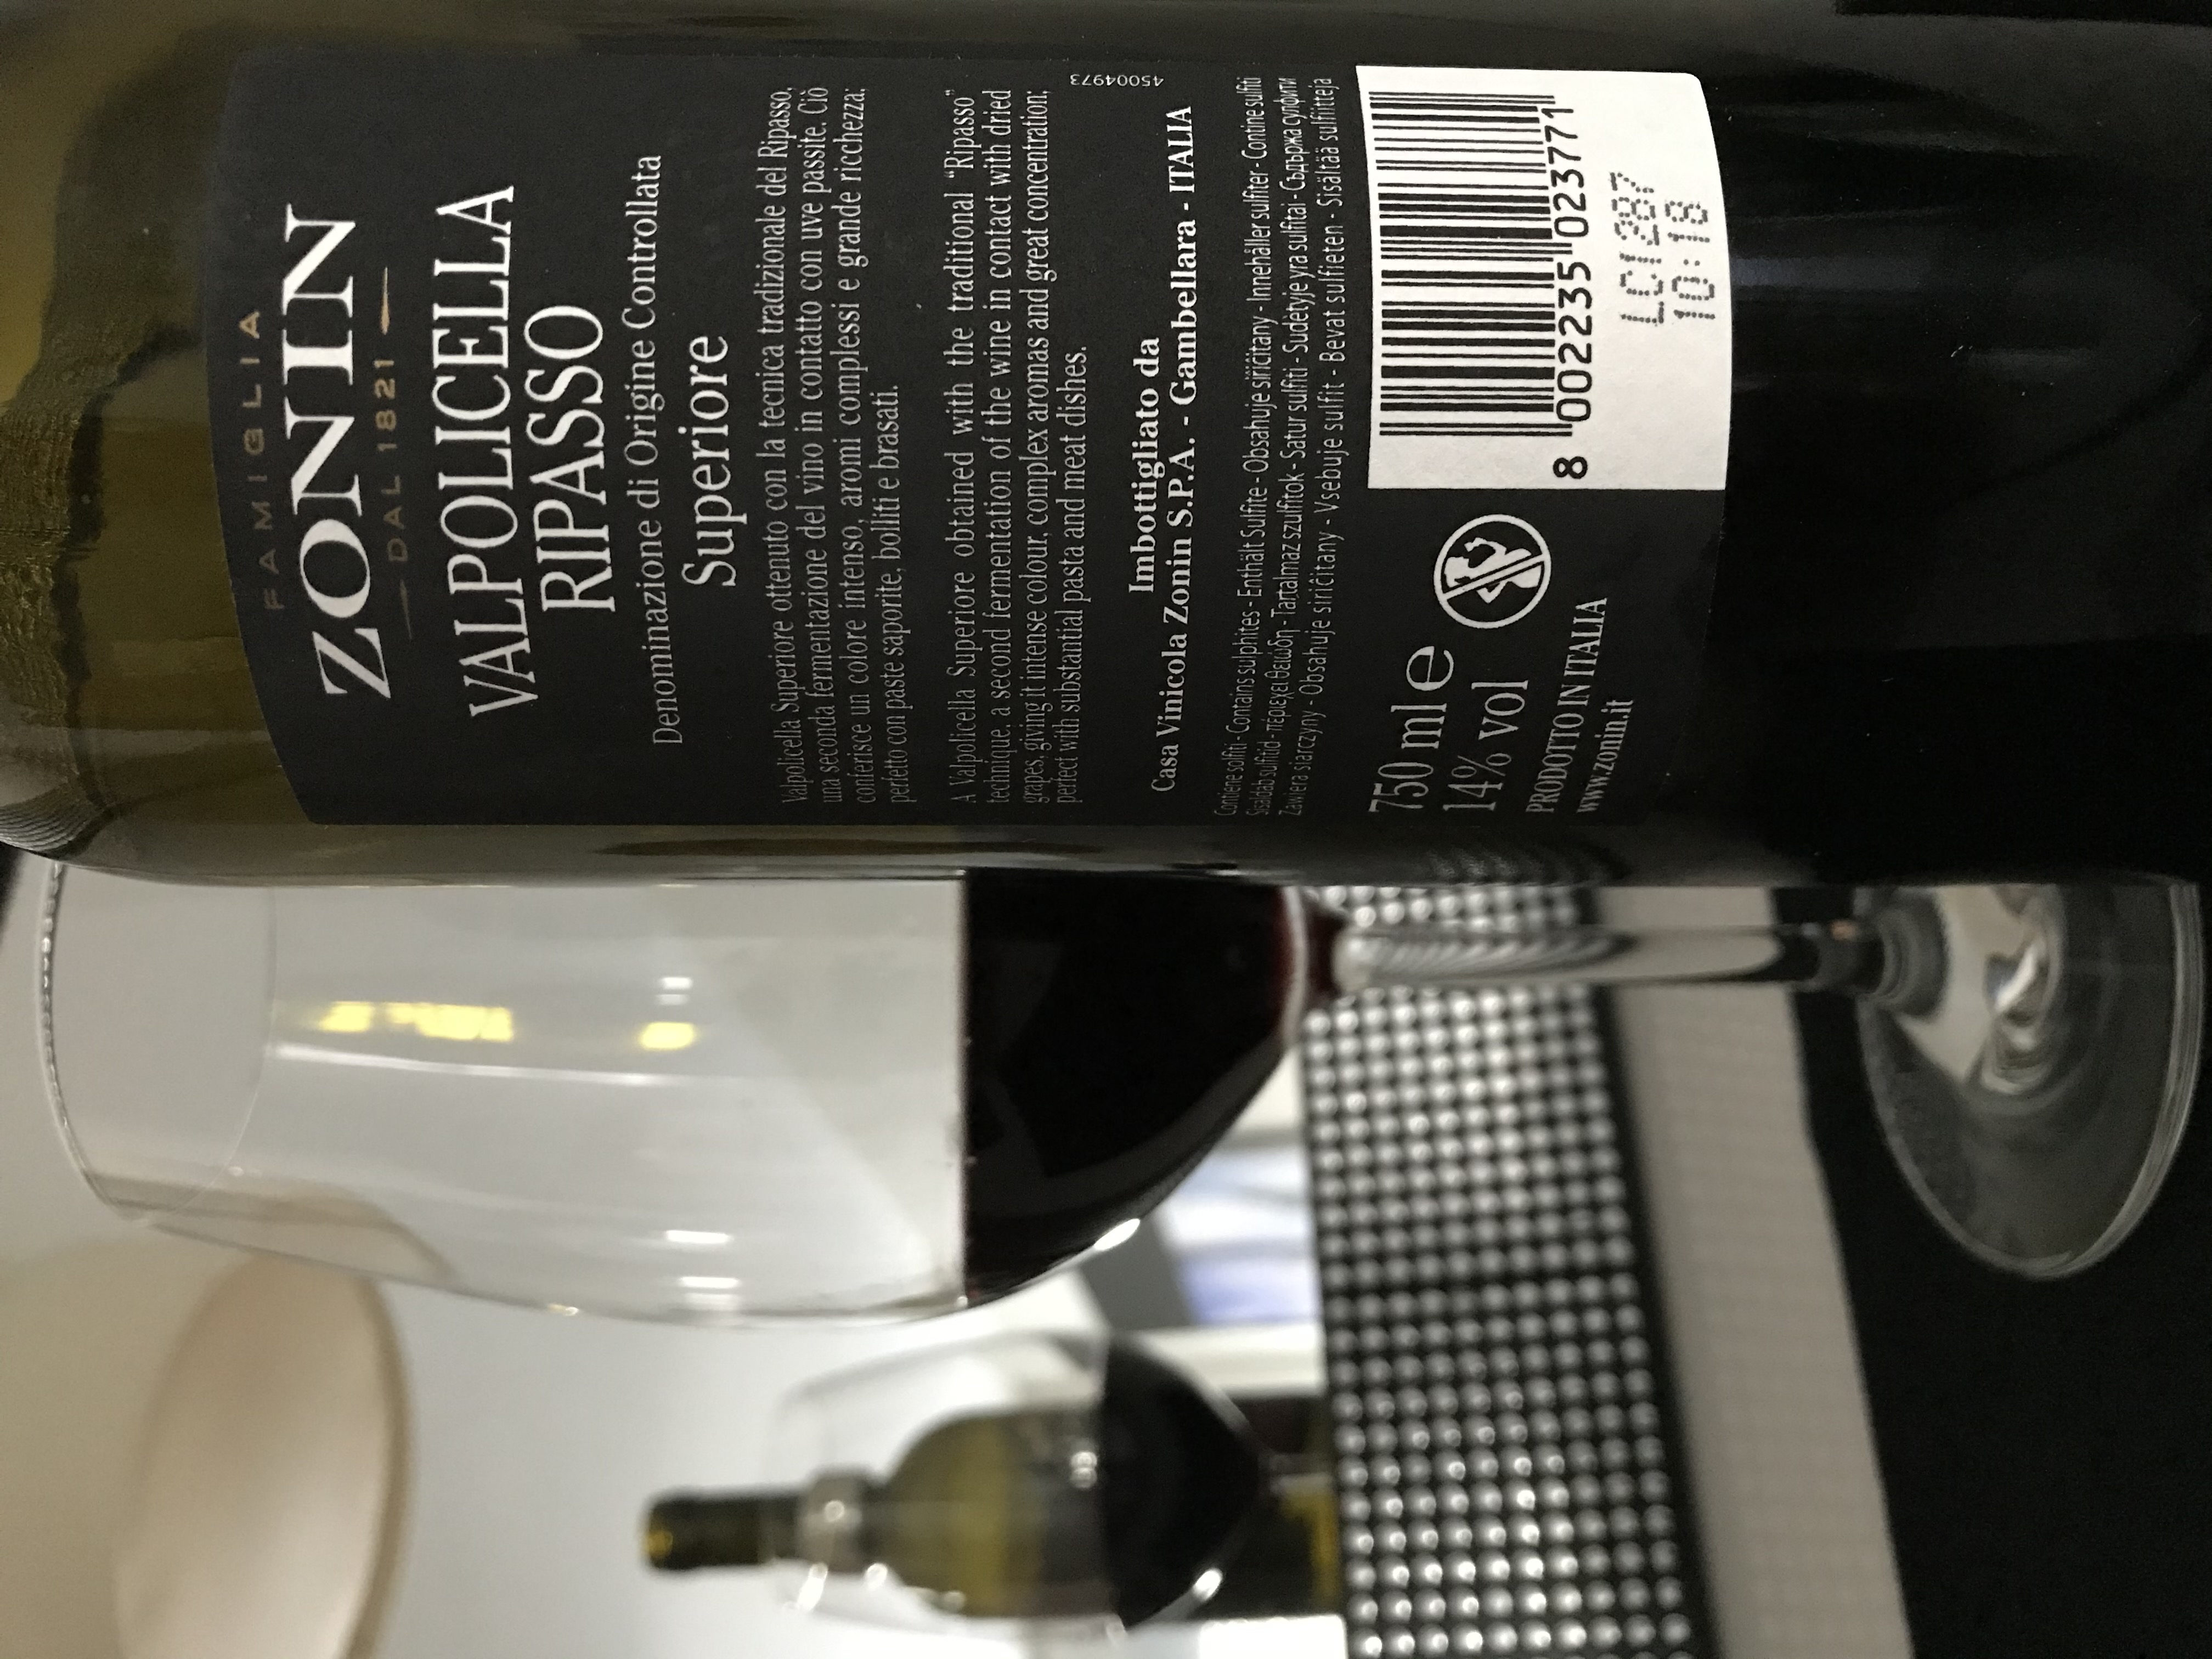 FAMIGLIA
ZONIN
DAL 1821
VALPOLICELLA
RIPASSO
Denominazione di Origine Controllata
Superiore
Valpolicella Superiore ottenuto con la tecnica tradizionale del Ripasso,
una seconda fermentazione del vino in contatto con uve passite. Ciò
conferisce un colore intenso, aromi complessi e grande ricchezza;
perfetto con paste saporite, bolliti e brasati.
A Valpolicella Superiore obtained with the traditional "Ripasso"
technique, a second fermentation of the wine in contact with dried
grapes, giving it intense colour, complex aromas and great concentration;
perfect with substantial pasta and meat dishes.
45004973
Imbottigliato da
Casa Vinicola Zonin S.P.A. - Gambellara - ITALIA
Contiene solfiti - Contains sulphites - Enthält Sulfite - Obsahuje siřičitany - Innehåller sulfiter - Contine sulfiti
Sisaldab sulfitid - περιέχει θειώδη - Tartalmaz szulfitok - Satur sulfiti - Sudėtyje yra sulfitai - Съдържа сулфити
Zawiera siarczyny - Obsahuje siričitany - Vsebuje sulfit - Bevat sulfieten - Sisältää sulfiitteja
750 ml e
14% vol
PRODOTTO IN ITALIA
www.zonin.it
8 002235 023771
LC1287
10:18